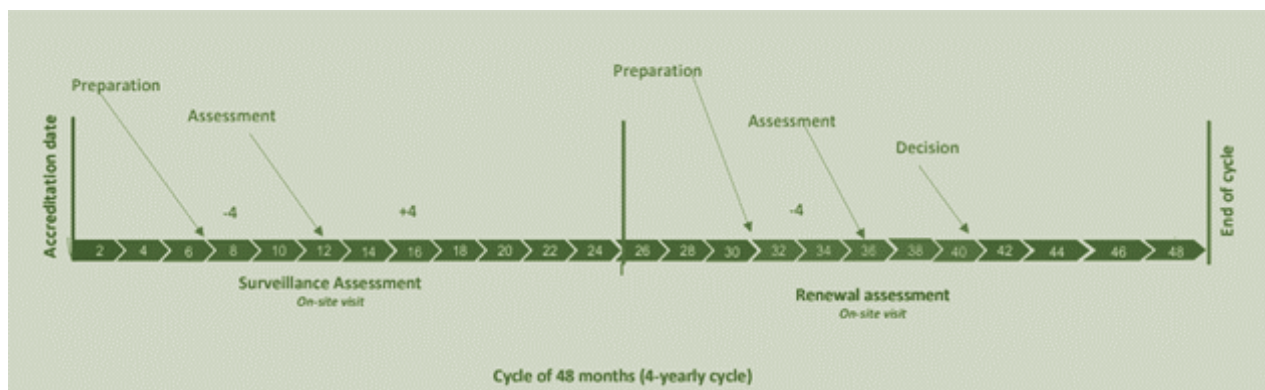 Preparation
Preparation
Assessment
Assessment
Decision
Accreditation date
End of cycle
-4
+4
-4
2 4 6 8 10 12 14 16 18 20 22 24 26 28 30 32 34 36 38 40 42 44 46 48
Surveillance Assessment
On-site visit
Renewal assessment
On-site visit
Cycle of 48 months (4-yearly cycle)